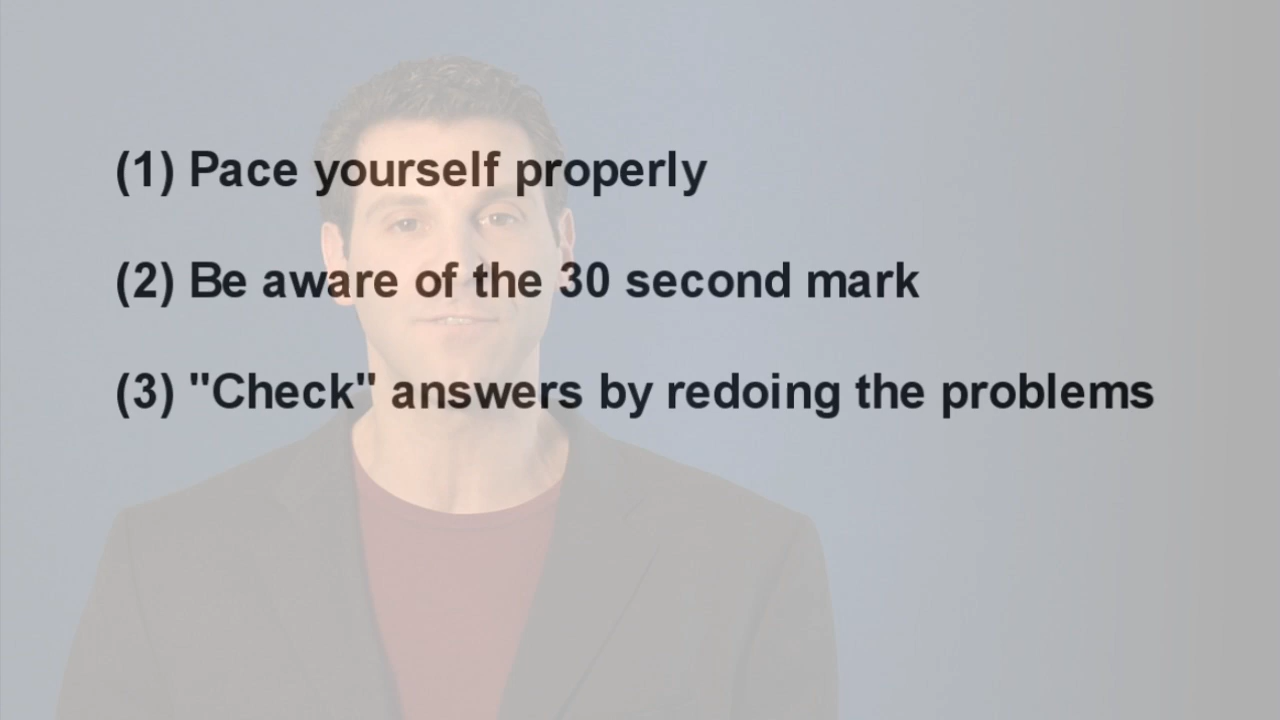 (1) Pace yourself properly
(2) Be aware of the 30 second mark
(3) "Check" answers by redoing the problems